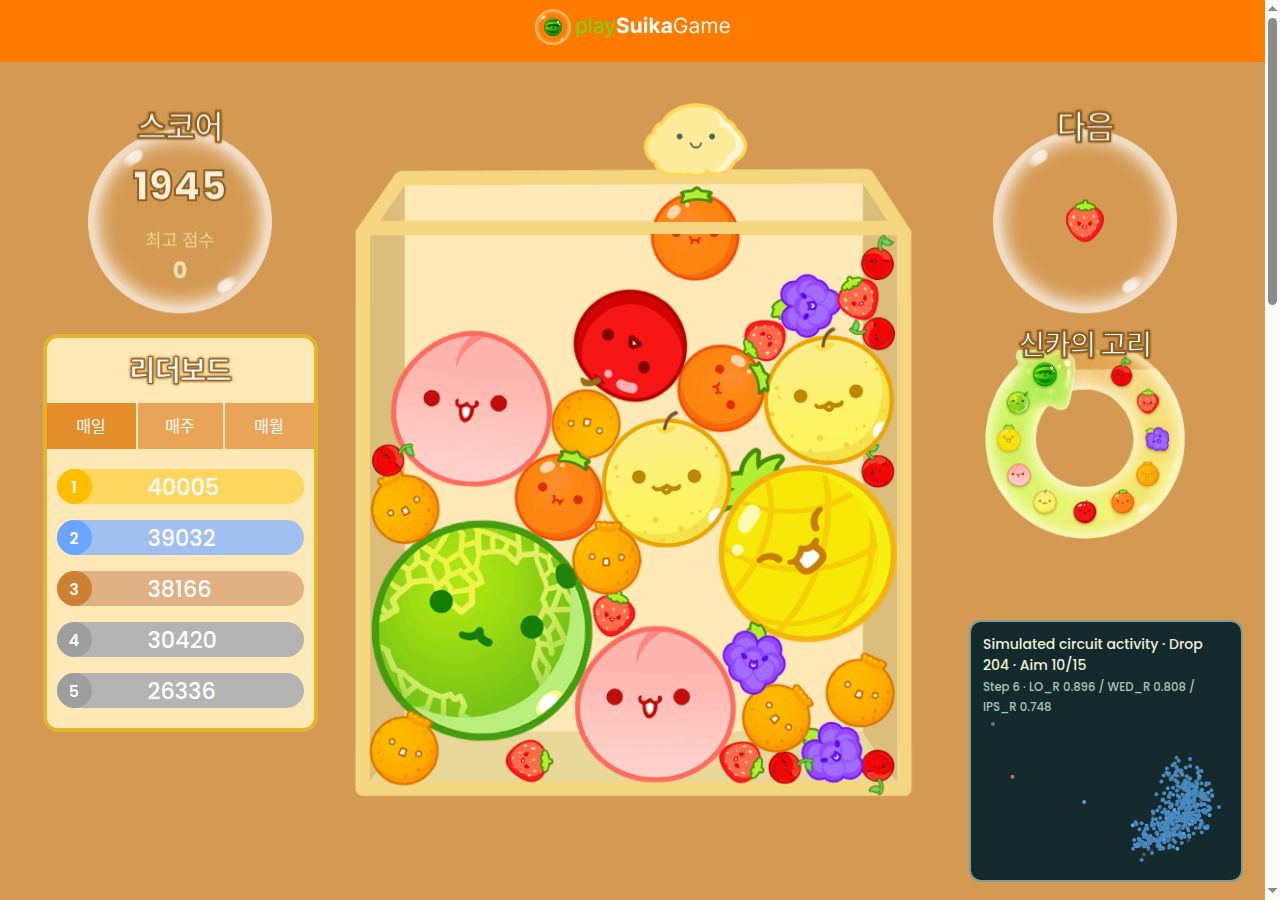 playSuikaGame
스코어
1945
최고 점수
0
다음
신카의 고리
리더보드
매일 매주 매월
1 40005
2 39032
3 38166
4 30420
5 26336
Simulated circuit activity · Drop
204 · Aim 10/15
Step 6 · LO_R 0.896 / WED_R 0.808 /
IPS_R 0.748